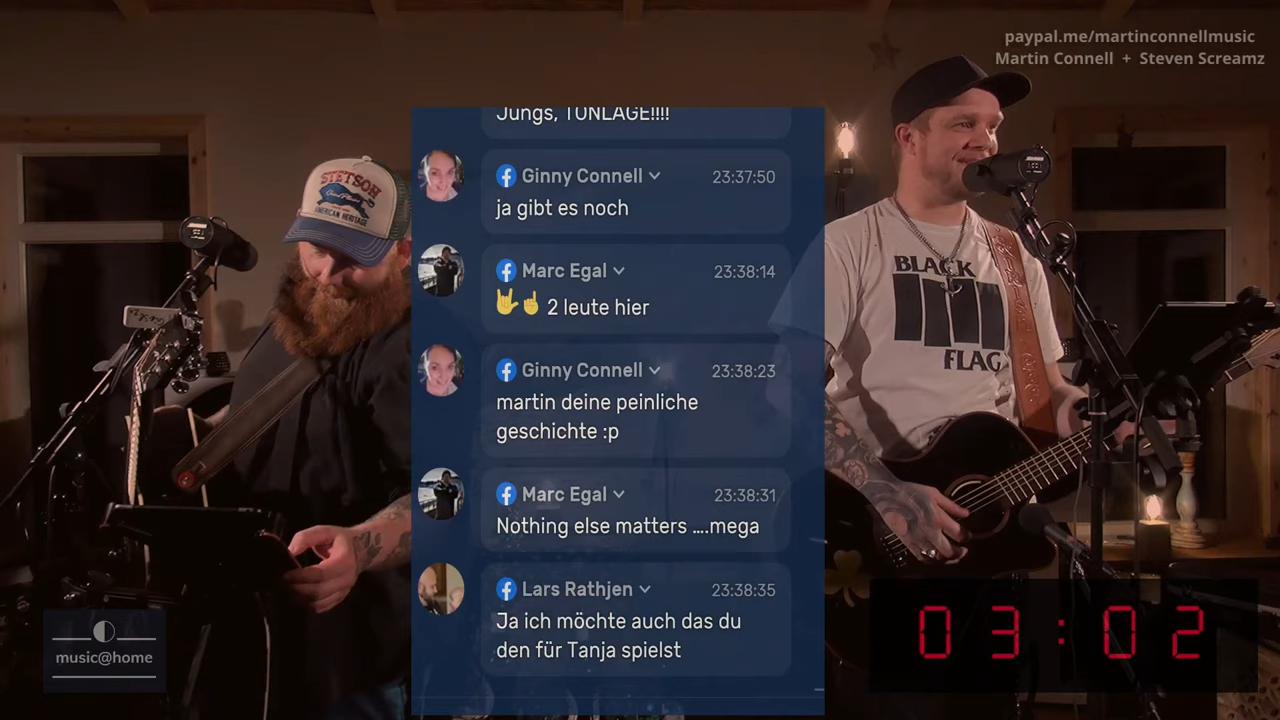 paypal.me/martinconnellmusic
Martin Connell + Steven Screamz
Jungs, TONLAGE!!!!
Ginny Connell 23:37:50
ja gibt es noch
Marc Egal 23:38:14
🤘☝️ 2 leute hier
Ginny Connell 23:38:23
martin deine peinliche
geschichte :p
Marc Egal 23:38:31
Nothing else matters ....mega
Lars Rathjen 23:38:35
Ja ich möchte auch das du
den für Tanja spielst
STETSON
AMERICAN HERITAGE
BLACK
FLAG
music@home
03:02